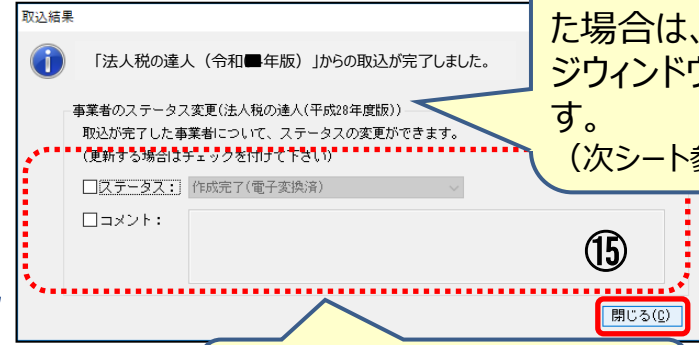 取込結果
た場合は、
ジウィンドウ
す。
（次シート参
「法人税の達人（令和 年版）」からの取込が完了しました。
事業者のステータス変更(法人税の達人(平成28年度版))
取込が完了した事業者について、ステータスの変更ができます。
(更新する場合はチェックを付けて下さい)
ステータス： 作成完了(電子変換済)
コメント：
⑮
閉じる(C)